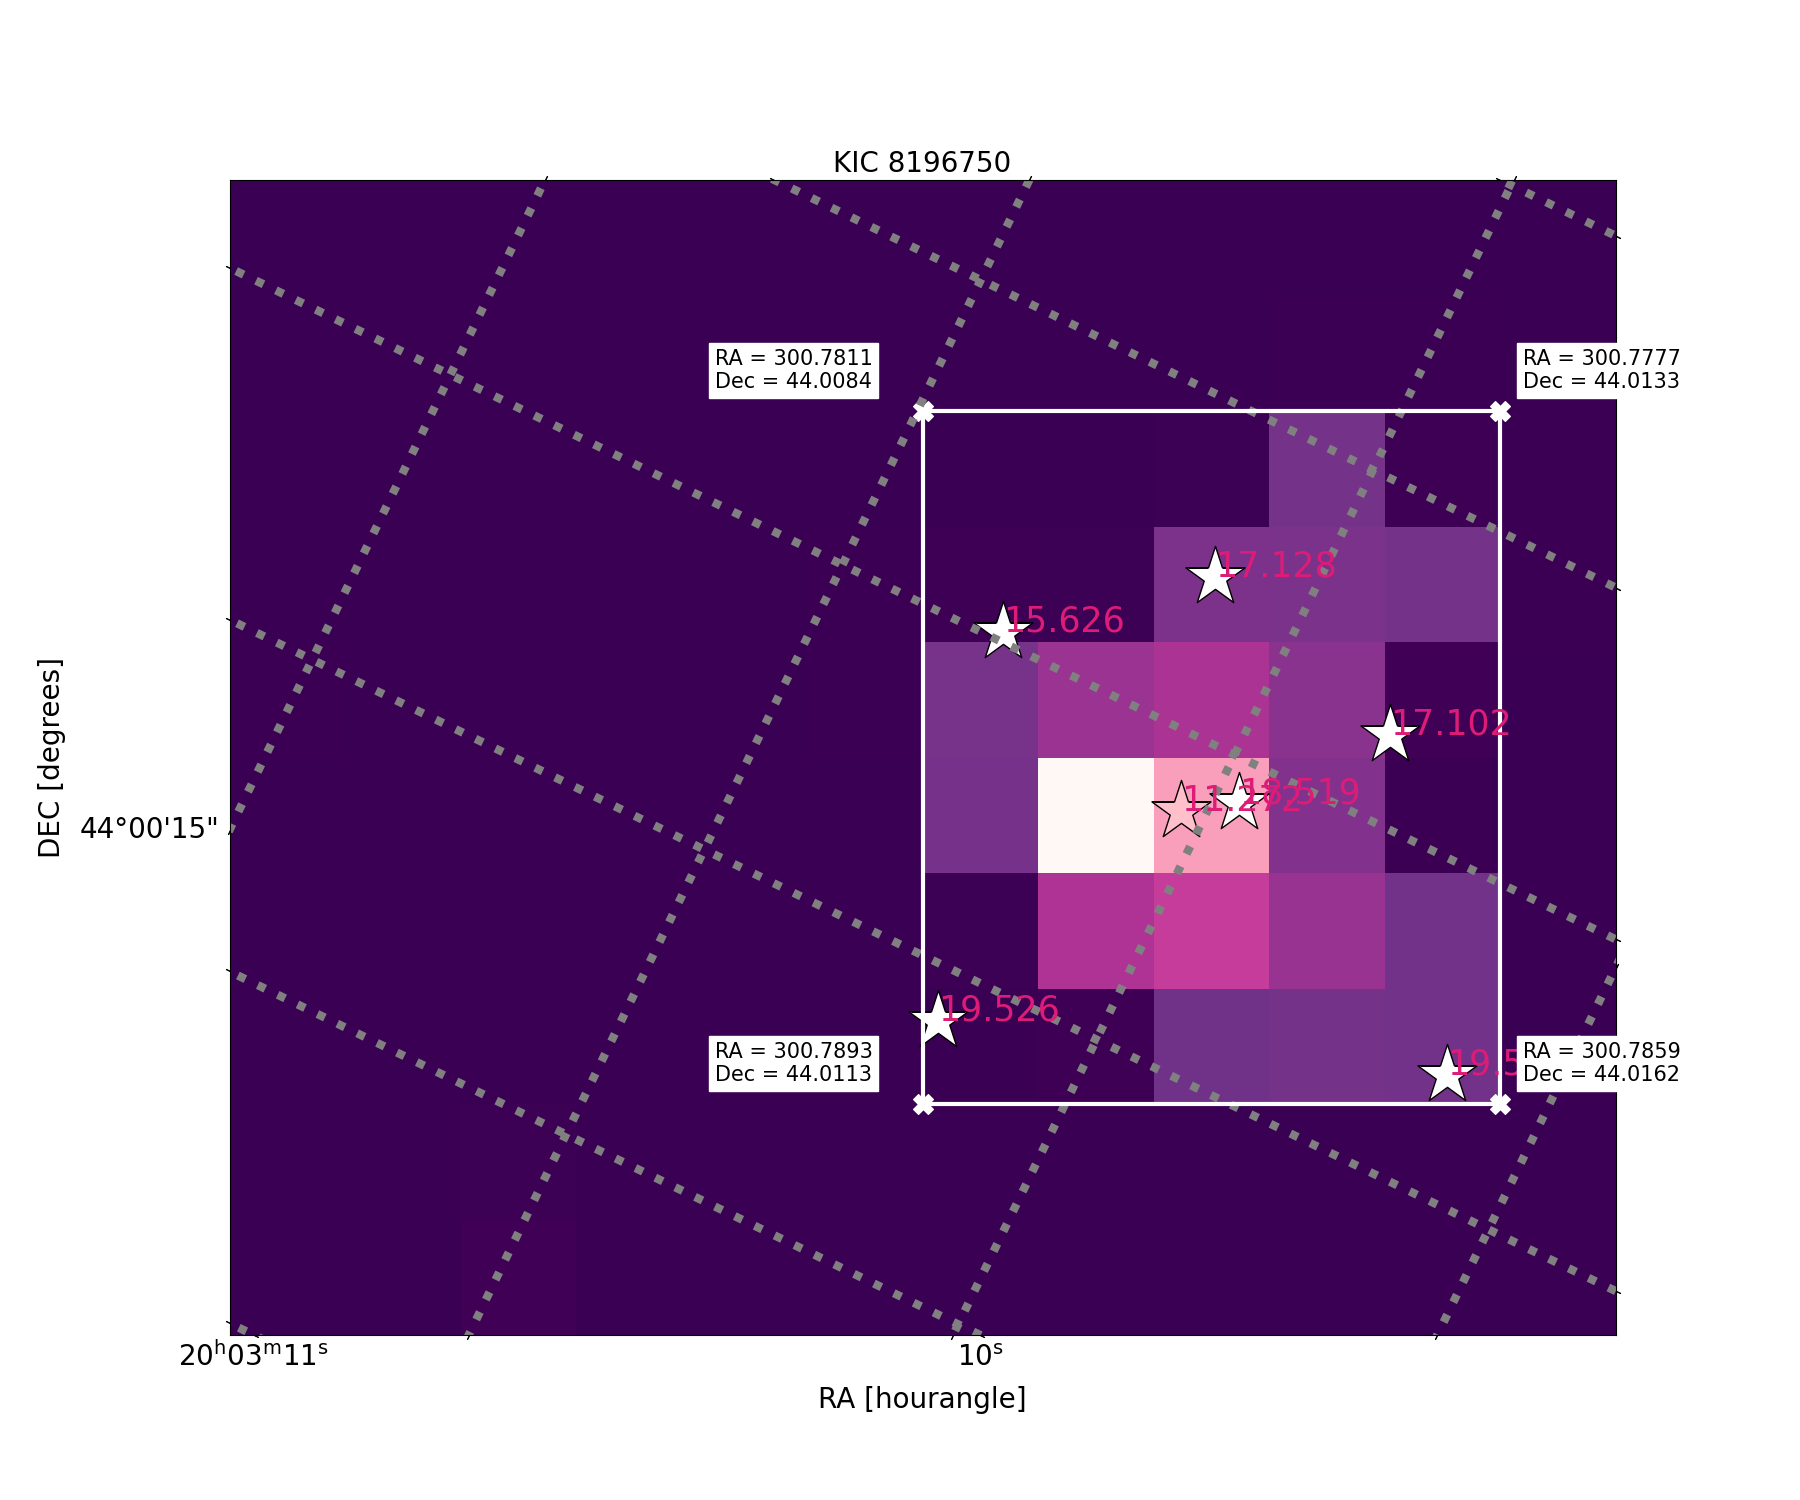 KIC 8196750
RA = 300.7811
Dec = 44.0084
RA = 300.7777
Dec = 44.0133
17.128
15.626
17.102
11.272
19.526
RA = 300.7893
Dec = 44.0113
RA = 300.7859
Dec = 44.0162
DEC [degrees]
44°00'15"
20ʰ03ᵐ11ˢ
10ˢ
RA [hourangle]